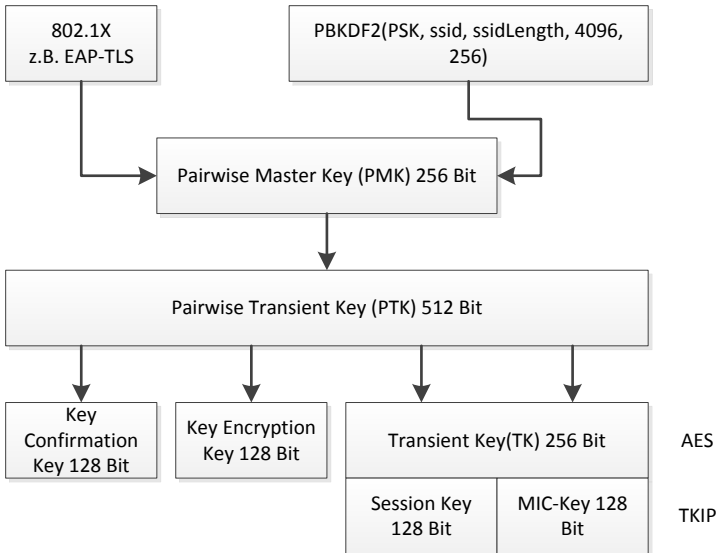 802.1X
z.B. EAP-TLS
PBKDF2(PSK, ssid, ssidLength, 4096,
256)
Pairwise Master Key (PMK) 256 Bit
Pairwise Transient Key (PTK) 512 Bit
Key
Confirmation
Key 128 Bit
Key Encryption
Key 128 Bit
Transient Key(TK) 256 Bit
AES
Session Key
128 Bit
MIC-Key 128
Bit
TKIP